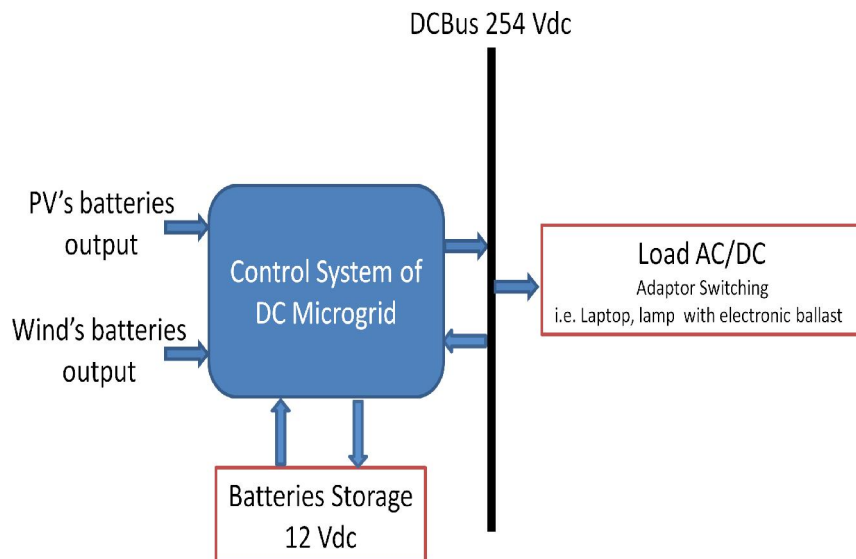 DCBus 254 Vdc
PV's batteries
output
Control System of
DC Microgrid
Wind's batteries
output
Load AC/DC
Adaptor Switching
i.e. Laptop, lamp with electronic ballast
Batteries Storage
12 Vdc